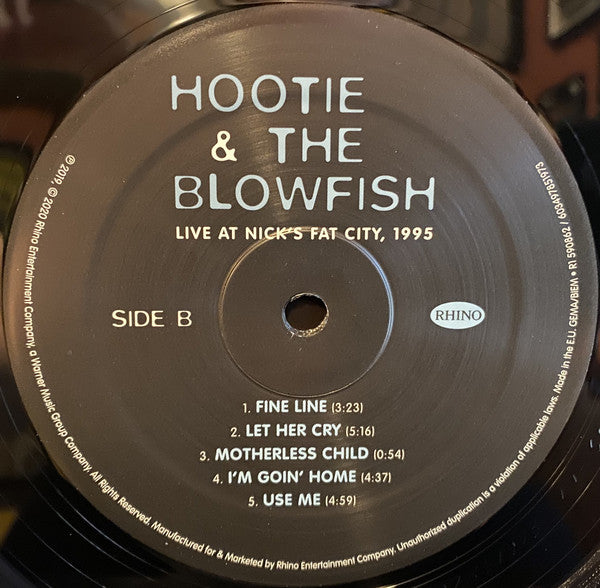 HOOTIE
& THE
BLOWFISH
LIVE AT NICK'S FAT CITY, 1995
SIDE B
RHINO
1. FINE LINE (3:23)
2. LET HER CRY (5:16)
3. MOTHERLESS CHILD (0:54)
4. I'M GOIN' HOME (4:37)
5. USE ME (4:59)
℗ 2019, © 2020 Rhino Entertainment Company, a Warner Music Group Company. All Rights Reserved. Manufactured for & Marketed by Rhino Entertainment Company. Unauthorized duplication is a violation of applicable laws. Made in the E.U. GEMA/BIEM • R1 590862 / 603497851973